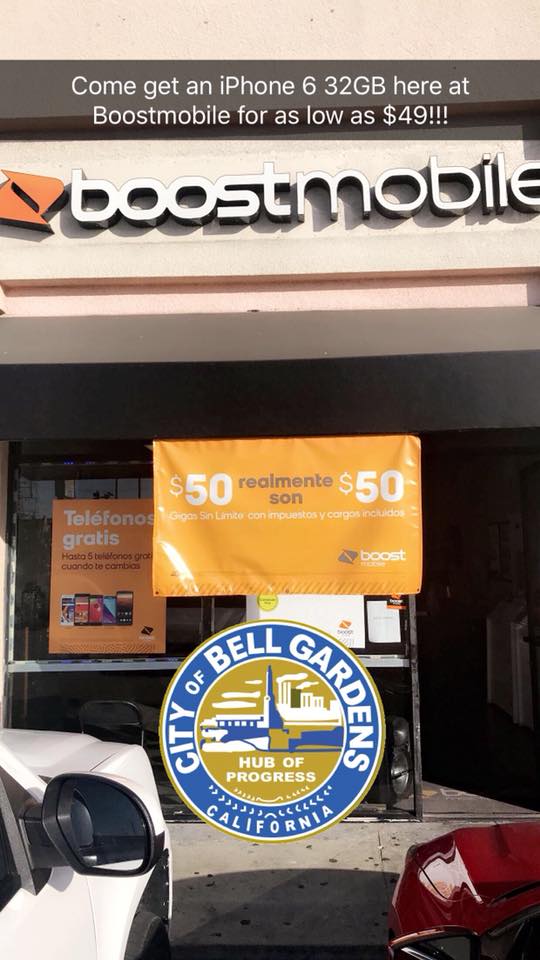 Come get an iPhone 6 32GB here at
Boostmobile for as low as $49!!!
boostmobile
$50 realmente son $50
Gigas Sin Límite con impuestos y cargos incluidos
boost
mobile
Teléfonos
gratis
Hasta 5 teléfonos grati
cuando te cambias
boost
CITY OF BELL GARDENS
HUB OF
PROGRESS
CALIFORNIA